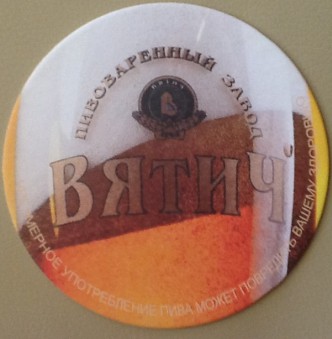 ПИВОВАРЕННЫЙ ЗАВОД
ВЯТИЧ
МЕРНОЕ УПОТРЕБЛЕНИЕ ПИВА МОЖЕТ ПОВРЕДИТЬ ВАШЕМУ ЗДОРОВЬЮ